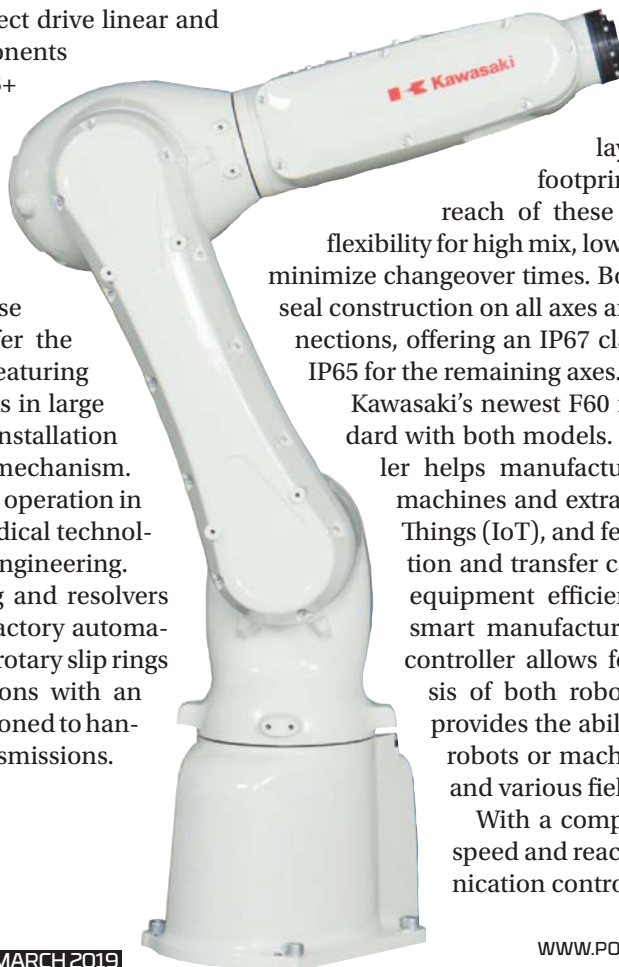 ect drive linear and
onents
+
se
fer the
eaturing
s in large
nstallation
mechanism.
operation in
dical technol-
ngineering.
g and resolvers
actory automa-
rotary slip rings
ons with an
oned to han-
smissions.
Kawasaki
lay
footprin
reach of these
flexibility for high mix, low
minimize changeover times. Bo
seal construction on all axes a
nections, offering an IP67 cla
IP65 for the remaining axes.
Kawasaki's newest F60
dard with both models.
ler helps manufactu
machines and extra
Things (IoT), and fe
tion and transfer c
equipment efficien
smart manufactur
controller allows fo
sis of both robo
provides the abil
robots or mach
and various fiel
With a comp
speed and reac
nication contro
MARCH 2019
WWW.PO